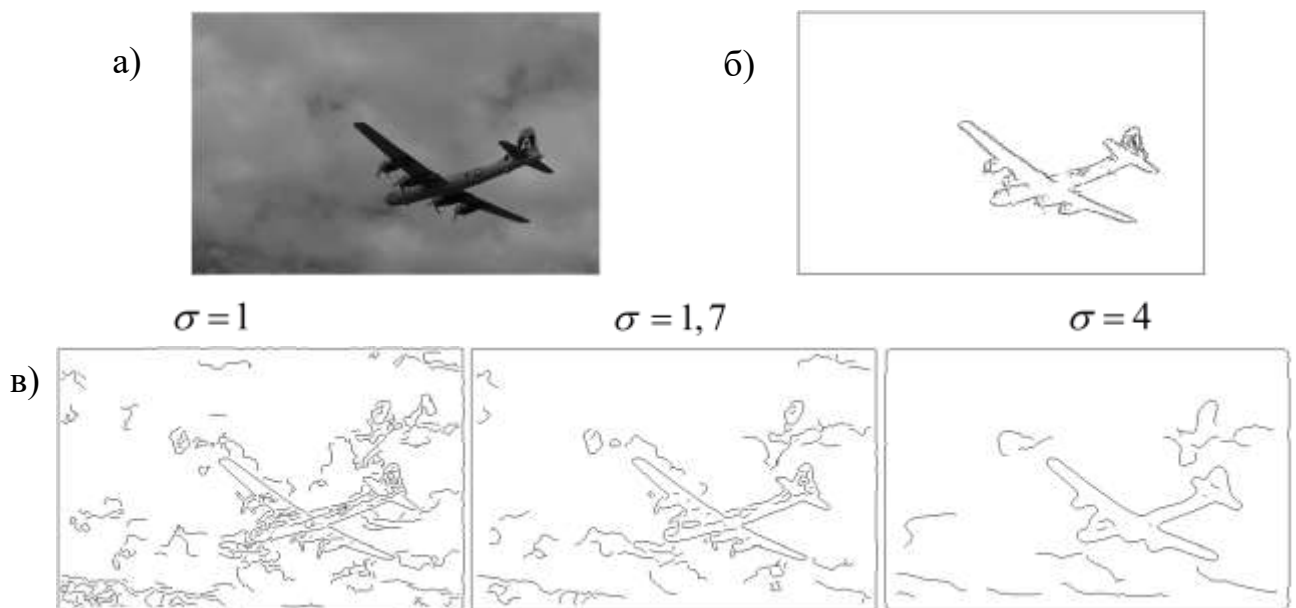 а)
б)
σ = 1
σ = 1, 7
σ = 4
в)